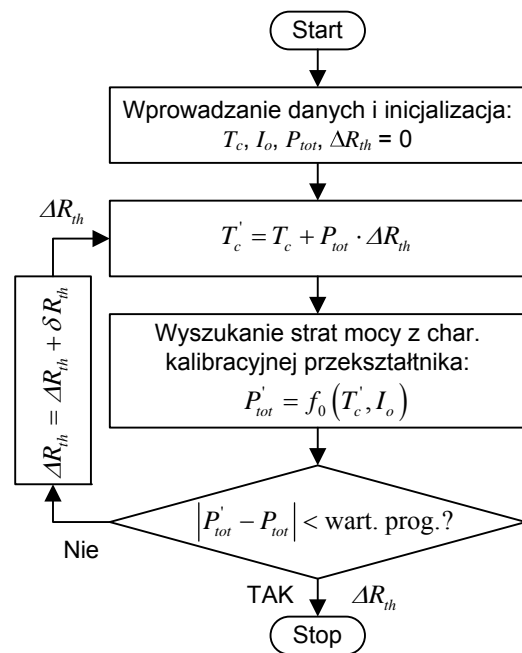 Start
Wprowadzanie danych i inicjalizacja:
T_c, I_o, P_tot, ΔR_th = 0
ΔR_th
T_c' = T_c + P_tot · ΔR_th
ΔR_th = ΔR_th + δR_th
Wyszukanie strat mocy z char.
kalibracyjnej przekształtnika:
P_tot' = f_0 (T_c', I_o)
|P_tot' − P_tot| < wart. prog.?
Nie
TAK ΔR_th
Stop